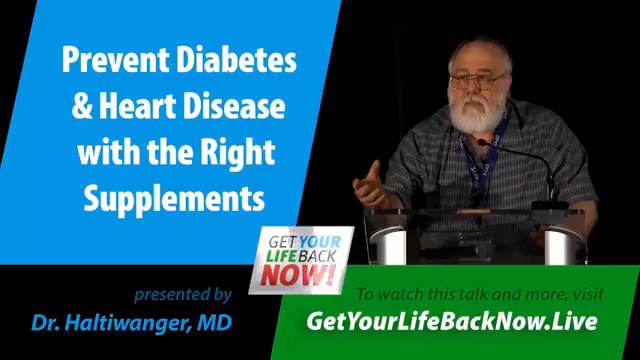 Prevent Diabetes
& Heart Disease
with the Right
Supplements
GET YOUR
LIFE BACK
NOW!
presented by
Dr. Haltiwanger, MD
To watch this talk and more, visit
GetYourLifeBackNow.Live